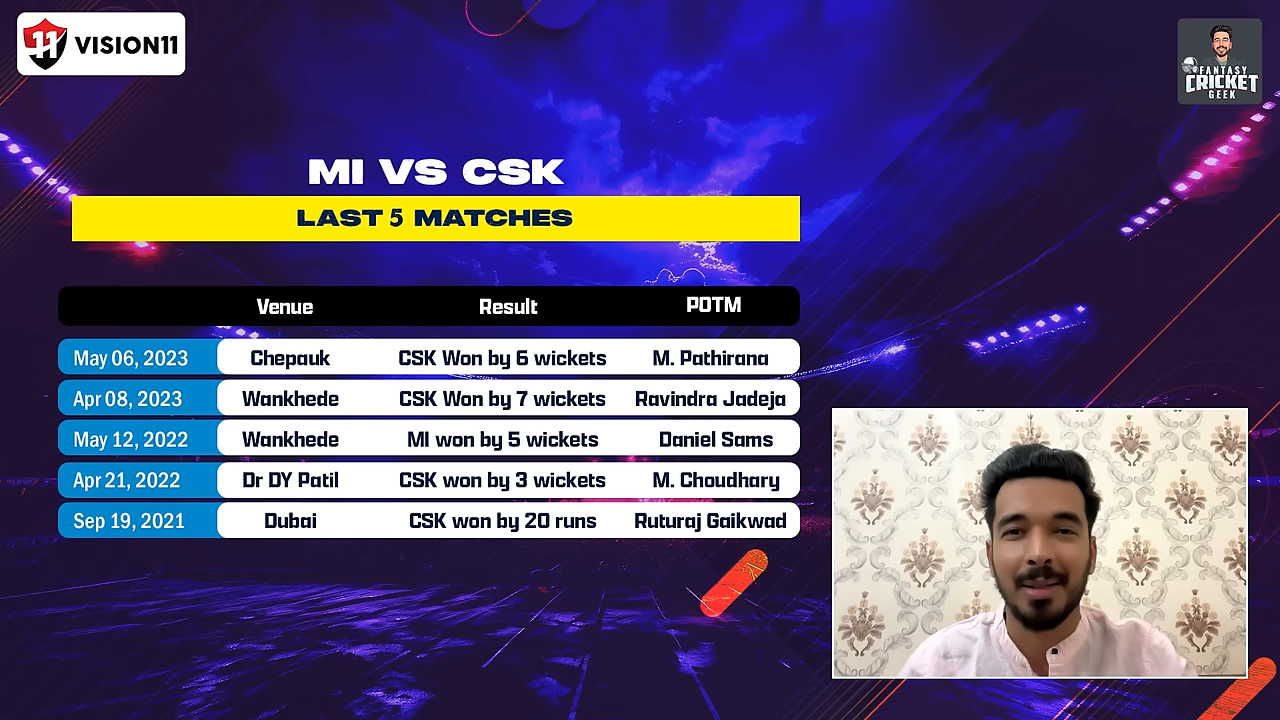 11 VISION11
FANTASY
CRICKET
GEEK
MI VS CSK
LAST 5 MATCHES
Venue Result POTM
May 06, 2023 Chepauk CSK Won by 6 wickets M. Pathirana
Apr 08, 2023 Wankhede CSK Won by 7 wickets Ravindra Jadeja
May 12, 2022 Wankhede MI won by 5 wickets Daniel Sams
Apr 21, 2022 Dr DY Patil CSK won by 3 wickets M. Choudhary
Sep 19, 2021 Dubai CSK won by 20 runs Ruturaj Gaikwad